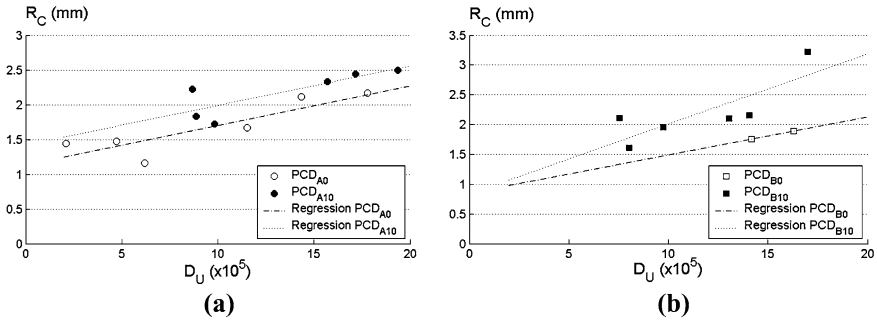 R_C (mm)
3
2.5
2
1.5
1
0.5
0
5
10
15
20
D_U (x10^5)
PCD_A0
PCD_A10
Regression PCD_A0
Regression PCD_A10
(a)
R_C (mm)
3.5
3
2.5
2
1.5
1
0.5
0
0
5
10
15
20
D_U (x10^5)
PCD_B0
PCD_B10
Regression PCD_B0
Regression PCD_B10
(b)